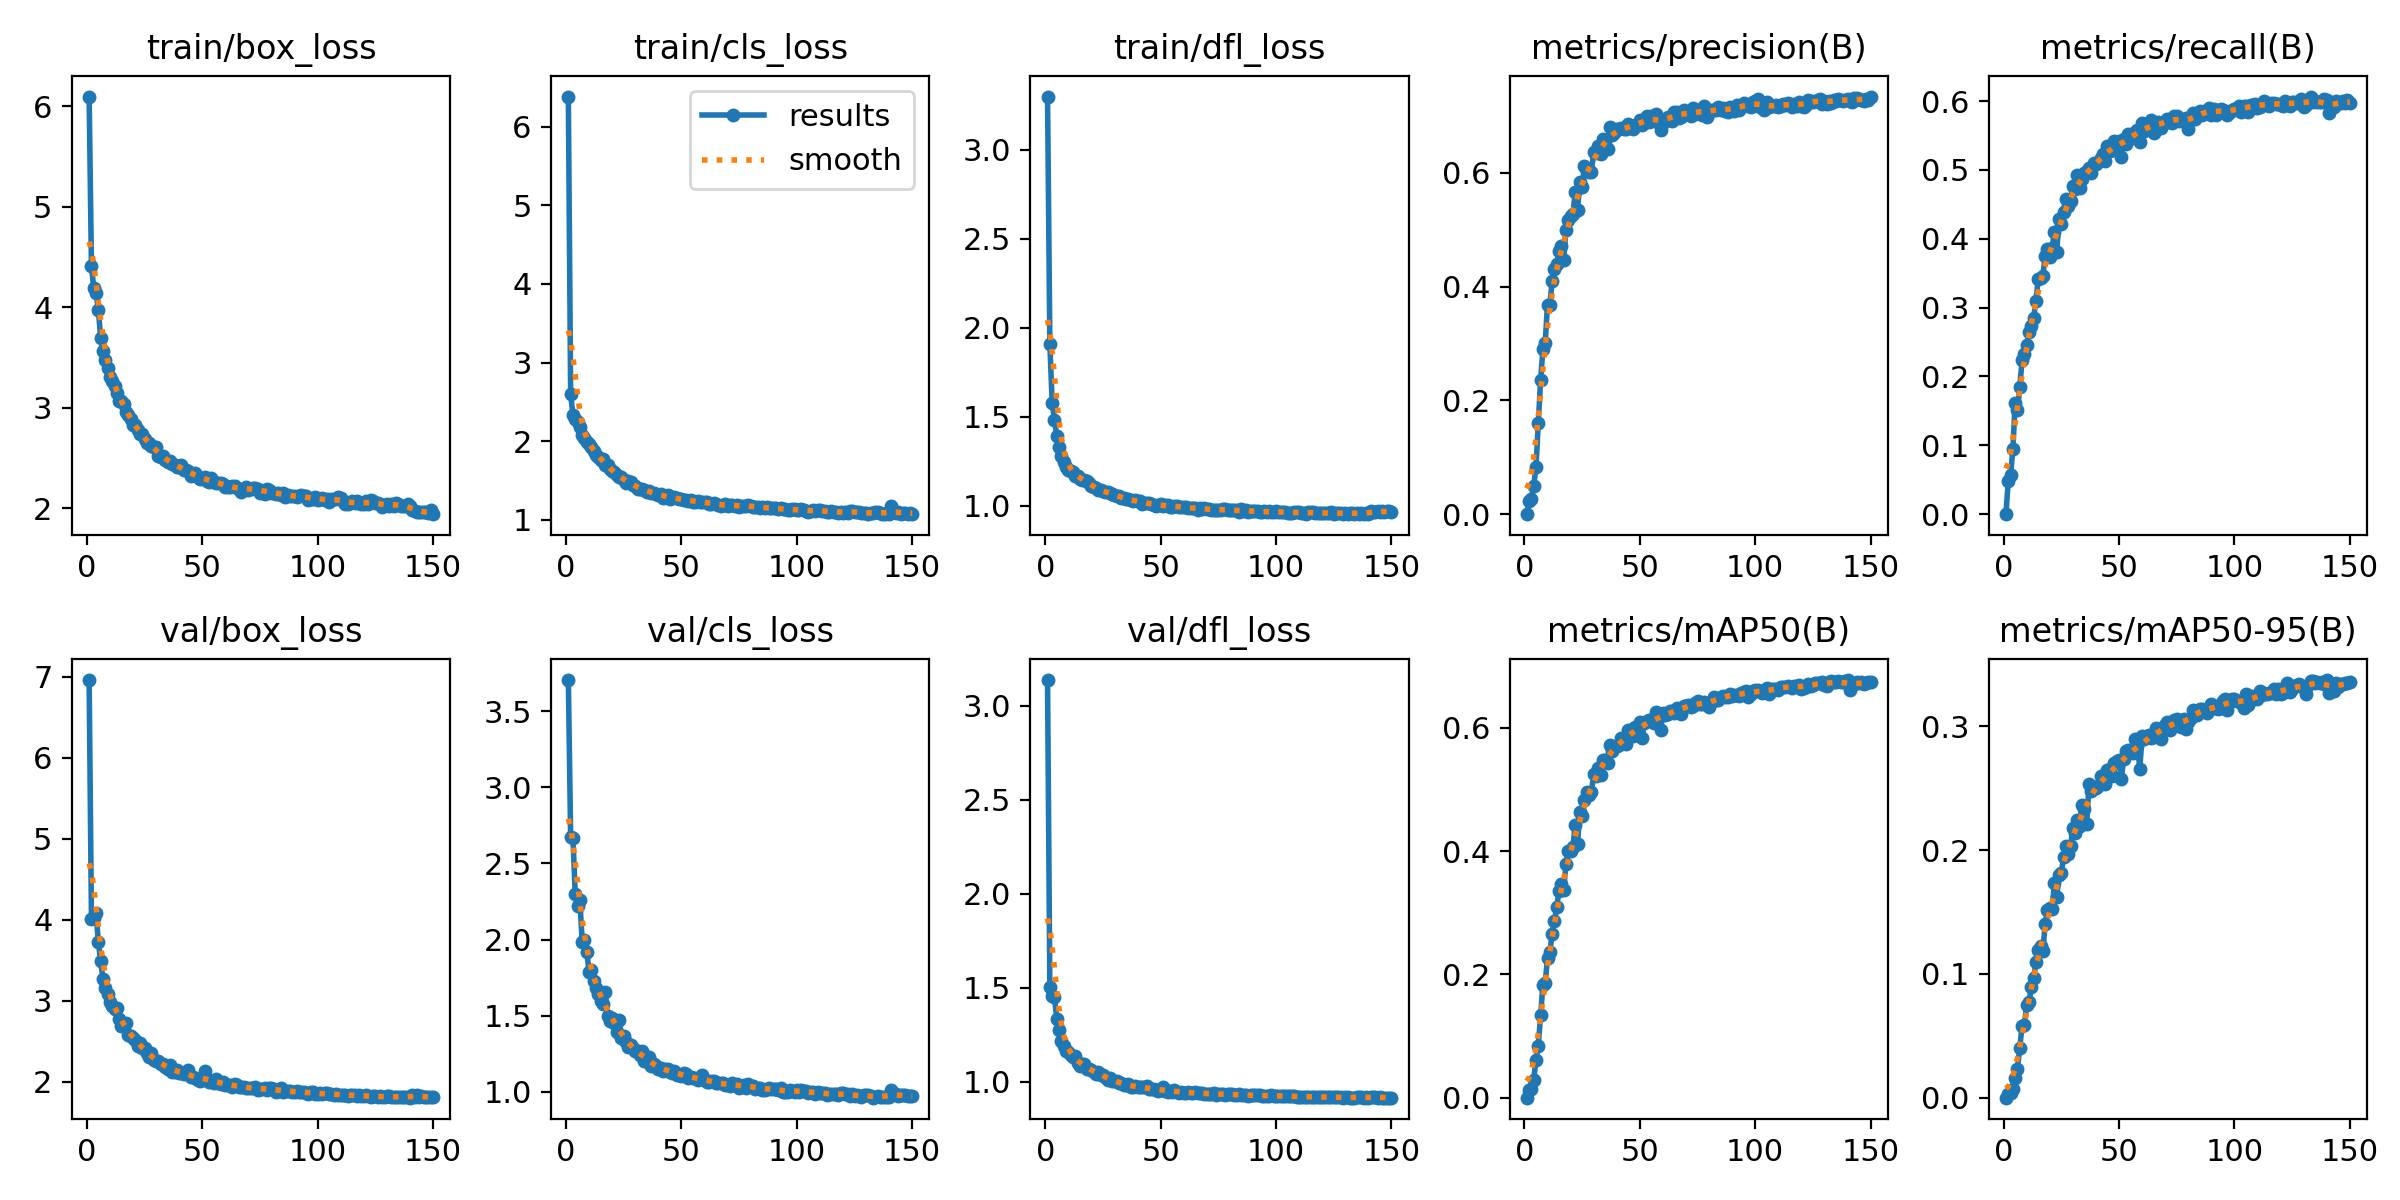 train/box_loss
6
5
4
3
2
0 50 100 150
train/cls_loss
results
smooth
6
5
4
3
2
1
0 50 100 150
train/dfl_loss
3.0
2.5
2.0
1.5
1.0
0 50 100 150
metrics/precision(B)
0.6
0.4
0.2
0.0
0 50 100 150
metrics/recall(B)
0.6
0.5
0.4
0.3
0.2
0.1
0.0
0 50 100 150
val/box_loss
7
6
5
4
3
2
0 50 100 150
val/cls_loss
3.5
3.0
2.5
2.0
1.5
1.0
0 50 100 150
val/dfl_loss
3.0
2.5
2.0
1.5
1.0
0 50 100 150
metrics/mAP50(B)
0.6
0.4
0.2
0.0
0 50 100 150
metrics/mAP50-95(B)
0.3
0.2
0.1
0.0
0 50 100 150